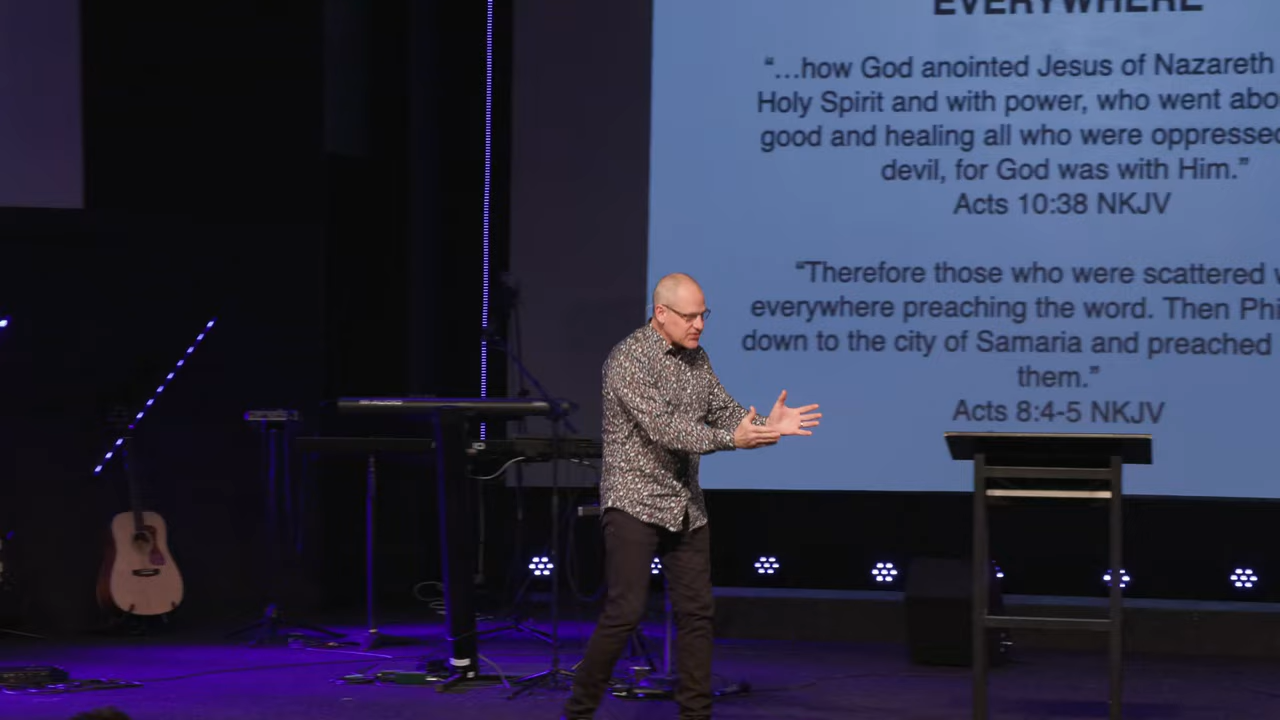 EVERYWHERE
“…how God anointed Jesus of Nazareth
Holy Spirit and with power, who went abo
good and healing all who were oppressed
devil, for God was with Him.”
Acts 10:38 NKJV
“Therefore those who were scattered
everywhere preaching the word. Then Phi
down to the city of Samaria and preached
them.”
Acts 8:4-5 NKJV